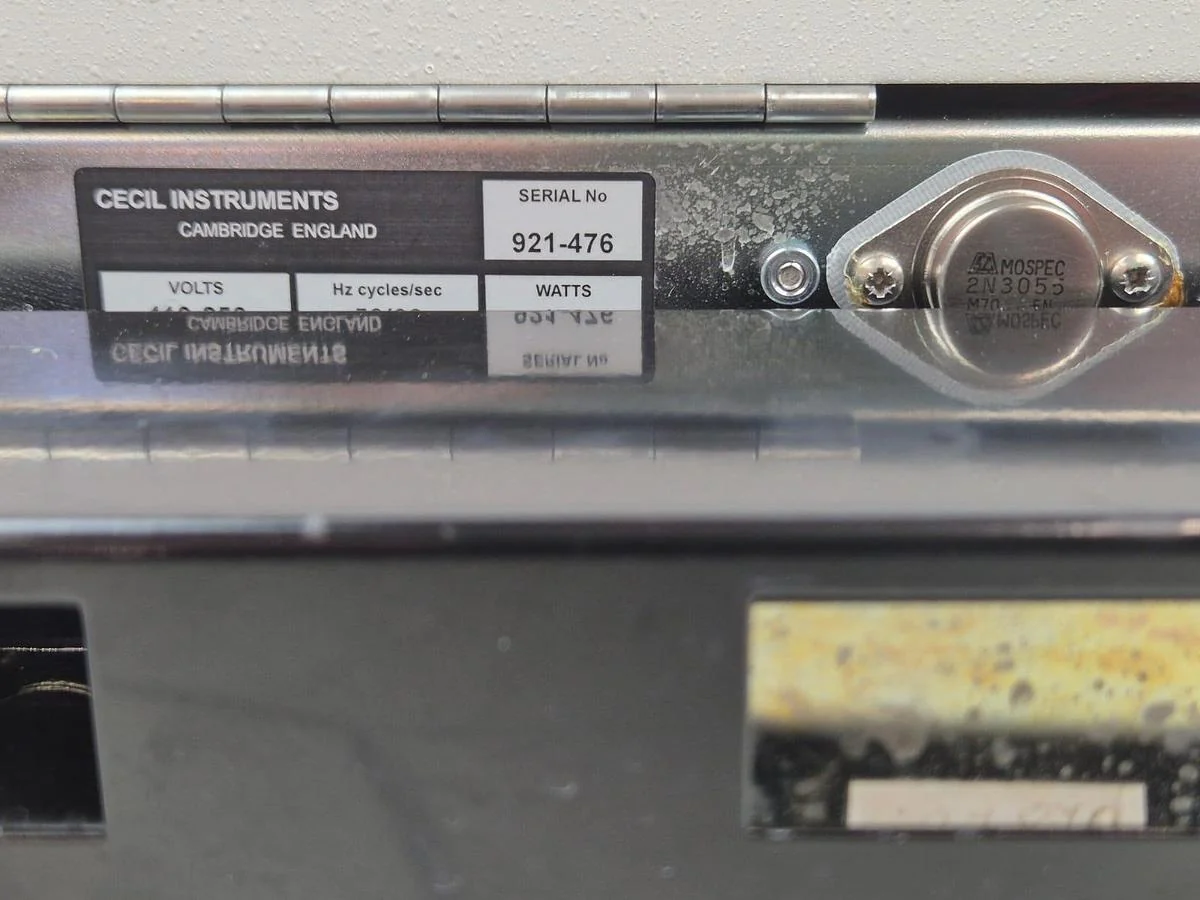 CECIL INSTRUMENTS
CAMBRIDGE ENGLAND
SERIAL No
921-476
VOLTS
Hz cycles/sec
WATTS
MOSPEC
2N3055